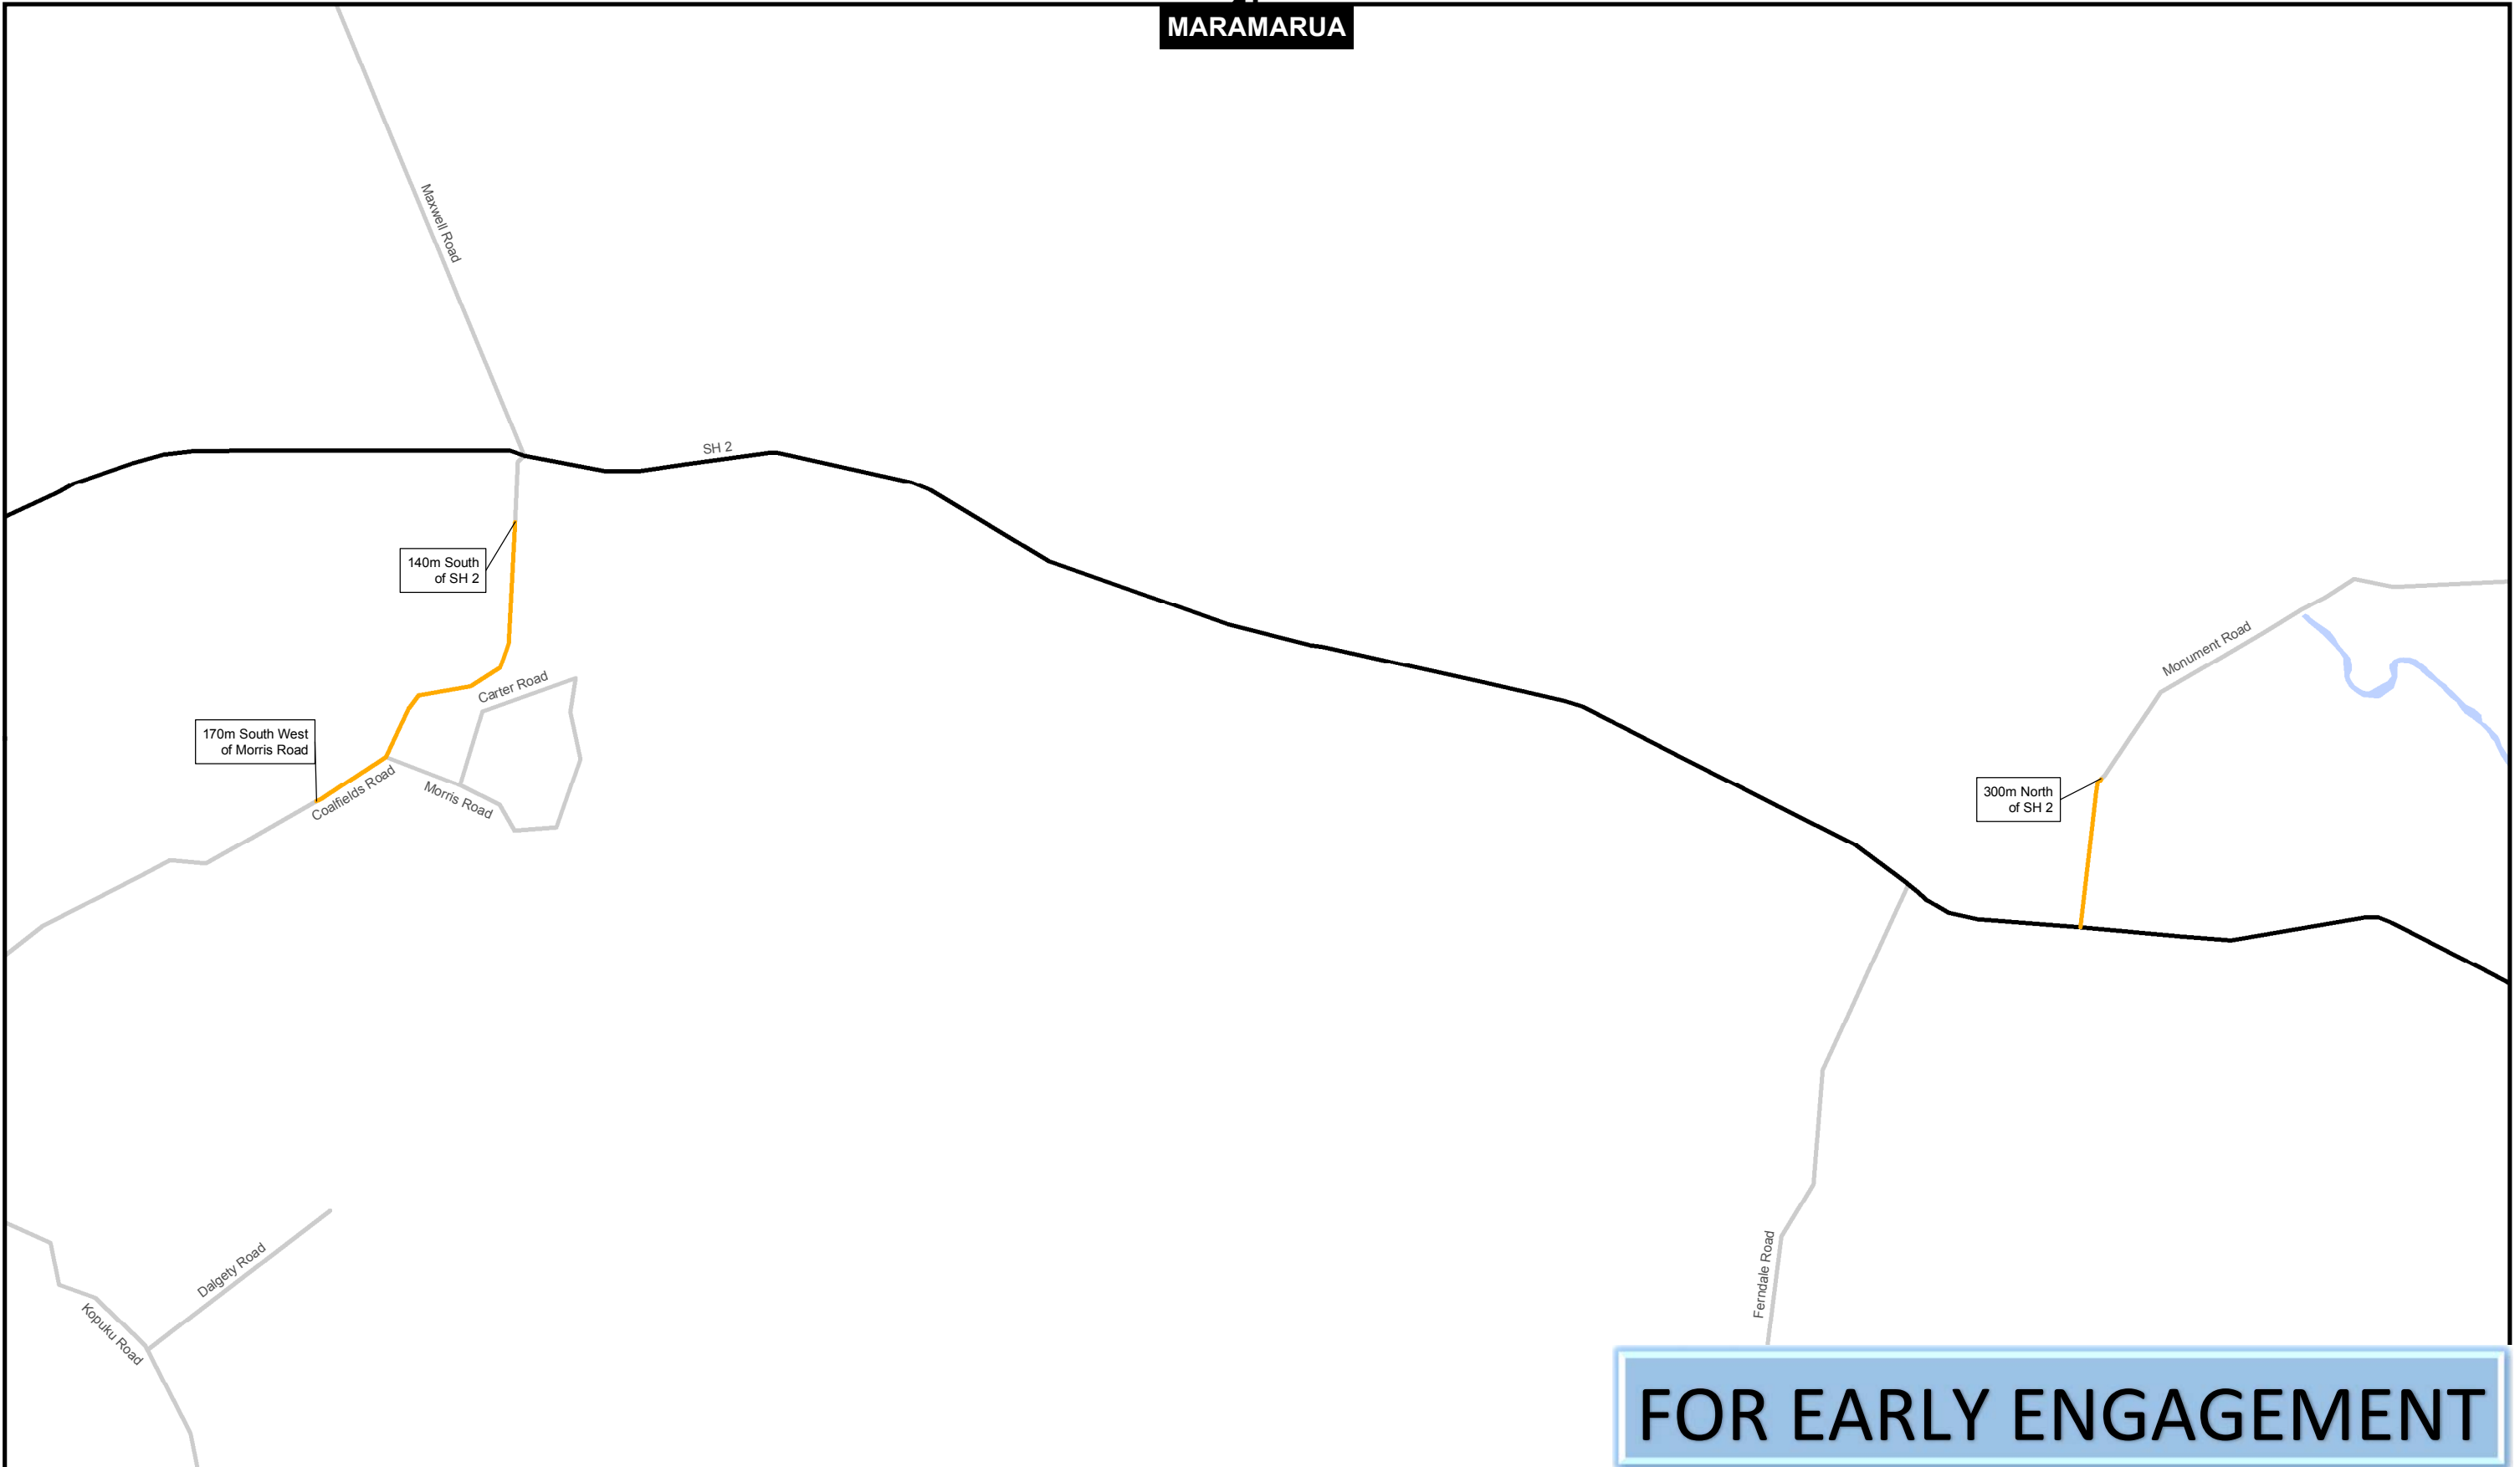 MARAMARUA
Maxwell Road
SH 2
140m South
of SH 2
Monument Road
Carter Road
170m South West
of Morris Road
Coalfields Road
Morris Road
300m North
of SH 2
Dalgety Road
Kopuku Road
Ferndale Road
FOR EARLY ENGAGEMENT